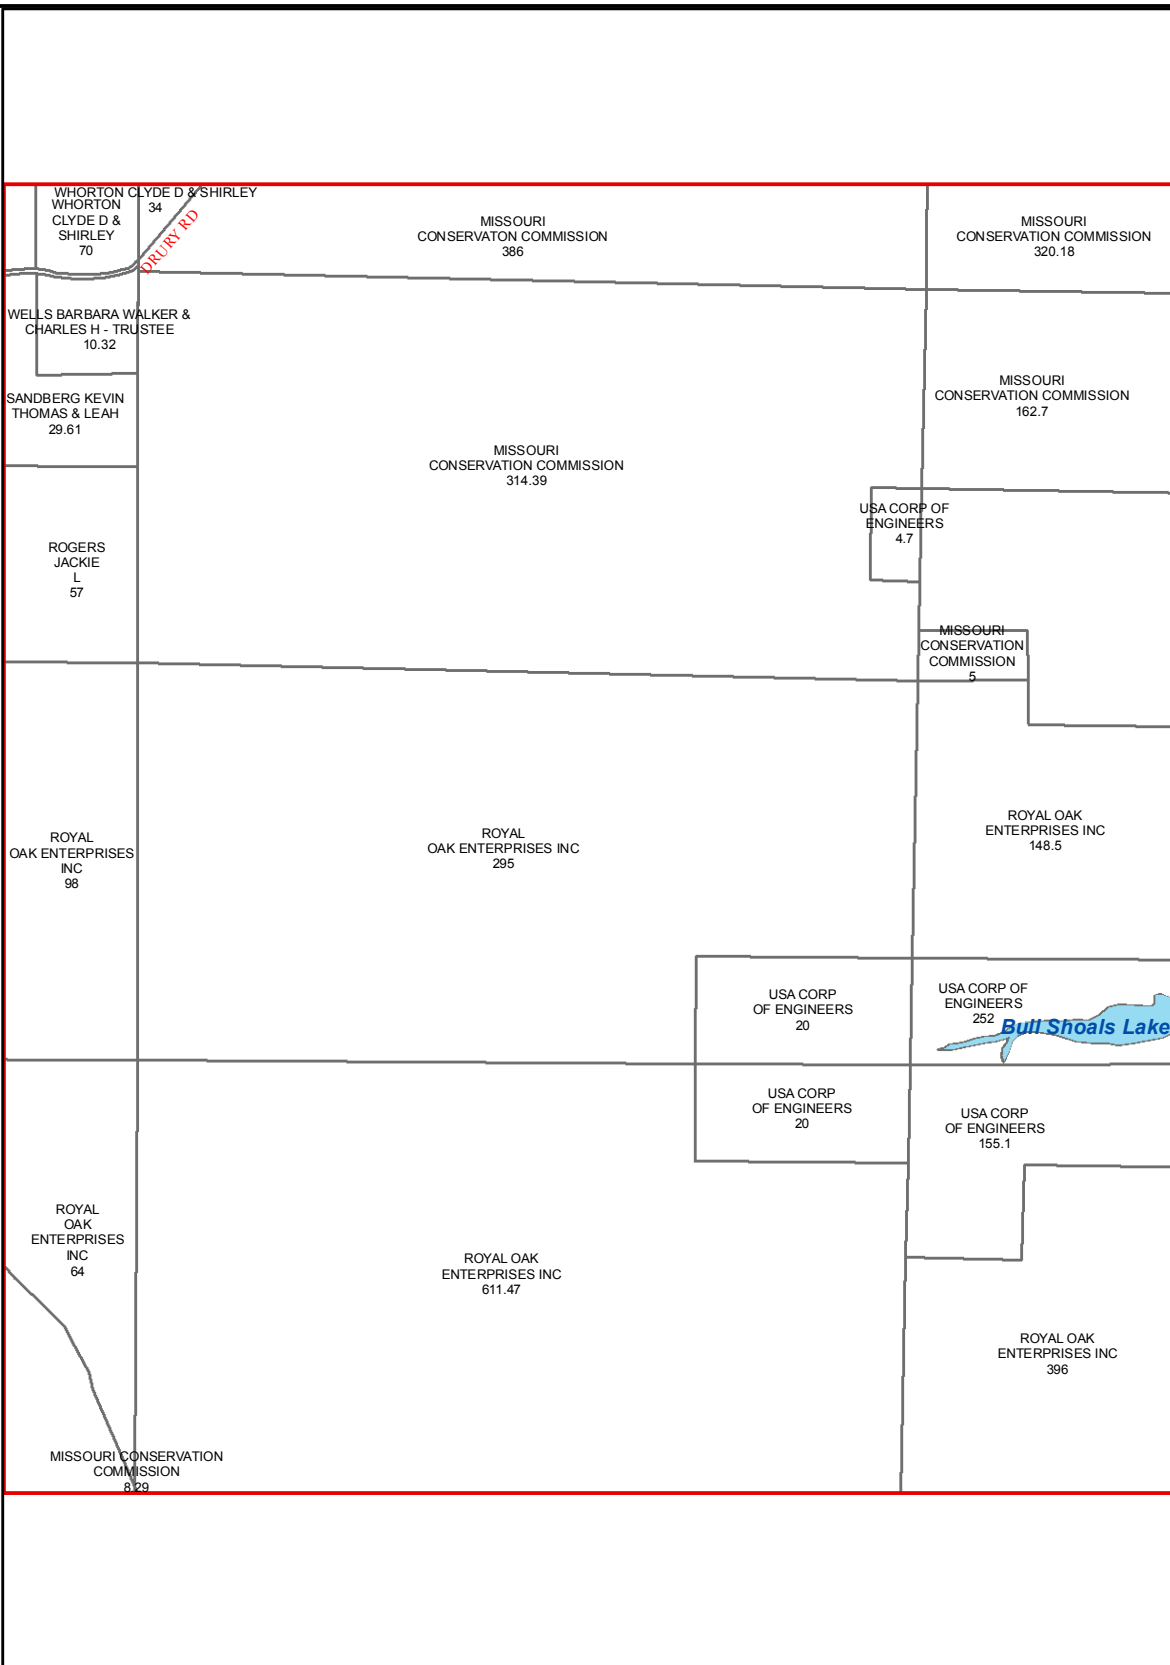 WHORTON CLYDE D & SHIRLEY
34
WHORTON
CLYDE D &
SHIRLEY
70
DRURY RD
MISSOURI
CONSERVATON COMMISSION
386
MISSOURI
CONSERVATION COMMISSION
320.18
WELLS BARBARA WALKER &
CHARLES H - TRUSTEE
10.32
SANDBERG KEVIN
THOMAS & LEAH
29.61
MISSOURI
CONSERVATION COMMISSION
314.39
MISSOURI
CONSERVATION COMMISSION
162.7
USA CORP OF
ENGINEERS
4.7
ROGERS
JACKIE
L
57
MISSOURI
CONSERVATION
COMMISSION
5
ROYAL
OAK ENTERPRISES
INC
98
ROYAL
OAK ENTERPRISES INC
295
ROYAL OAK
ENTERPRISES INC
148.5
USA CORP
OF ENGINEERS
20
USA CORP OF
ENGINEERS
252
Bull Shoals Lake
USA CORP
OF ENGINEERS
20
USA CORP
OF ENGINEERS
155.1
ROYAL
OAK
ENTERPRISES
INC
64
ROYAL OAK
ENTERPRISES INC
611.47
ROYAL OAK
ENTERPRISES INC
396
MISSOURI CONSERVATION
COMMISSION
8.29